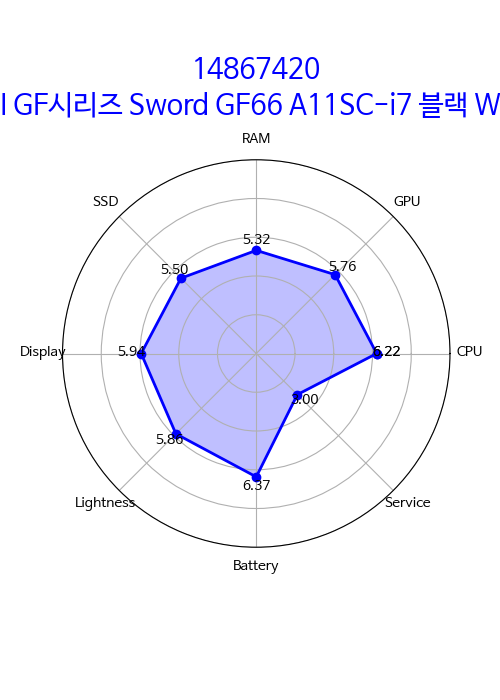 14867420
I GF시리즈 Sword GF66 A11SC-i7 블랙 W
RAM
SSD
GPU
5.32
5.50
5.76
Display
5.94
6.22
CPU
3.00
5.86
Lightness
6.37
Service
Battery